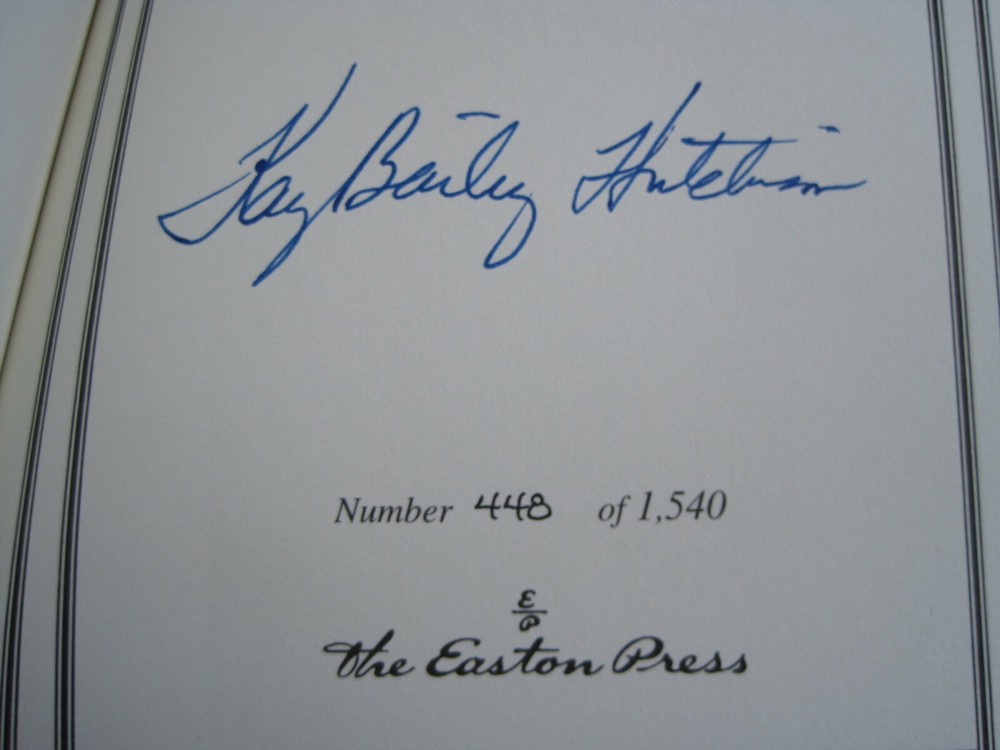 Kay Bailey Hutchison
Number 448 of 1,540
E
P
The Easton Press